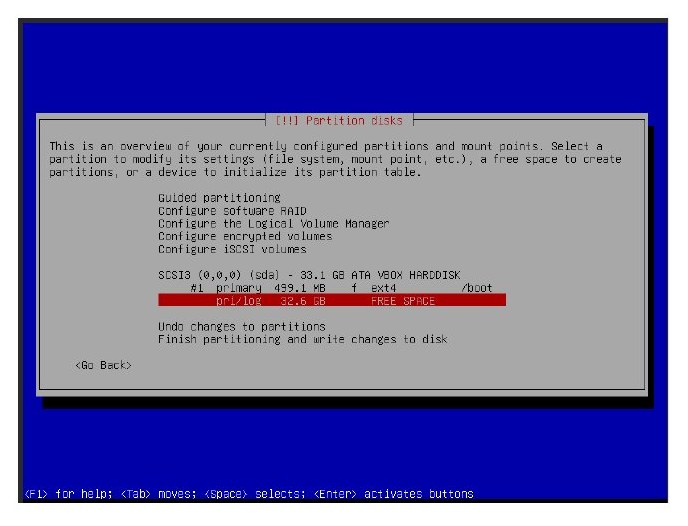 [!!] Partition disks
This is an overview of your currently configured partitions and mount points. Select a
partition to modify its settings (file system, mount point, etc.), a free space to create
partitions, or a device to initialize its partition table.
Guided partitioning
Configure software RAID
Configure the Logical Volume Manager
Configure encrypted volumes
Configure iSCSI volumes
SCSI3 (0,0,0) (sda) - 33.1 GB ATA VBOX HARDDISK
#1 primary 499.1 MB f ext4 /boot
pri/log 32.6 GB FREE SPACE
Undo changes to partitions
Finish partitioning and write changes to disk
<Go Back>
<F1> for help; <Tab> moves; <Space> selects; <Enter> activates buttons